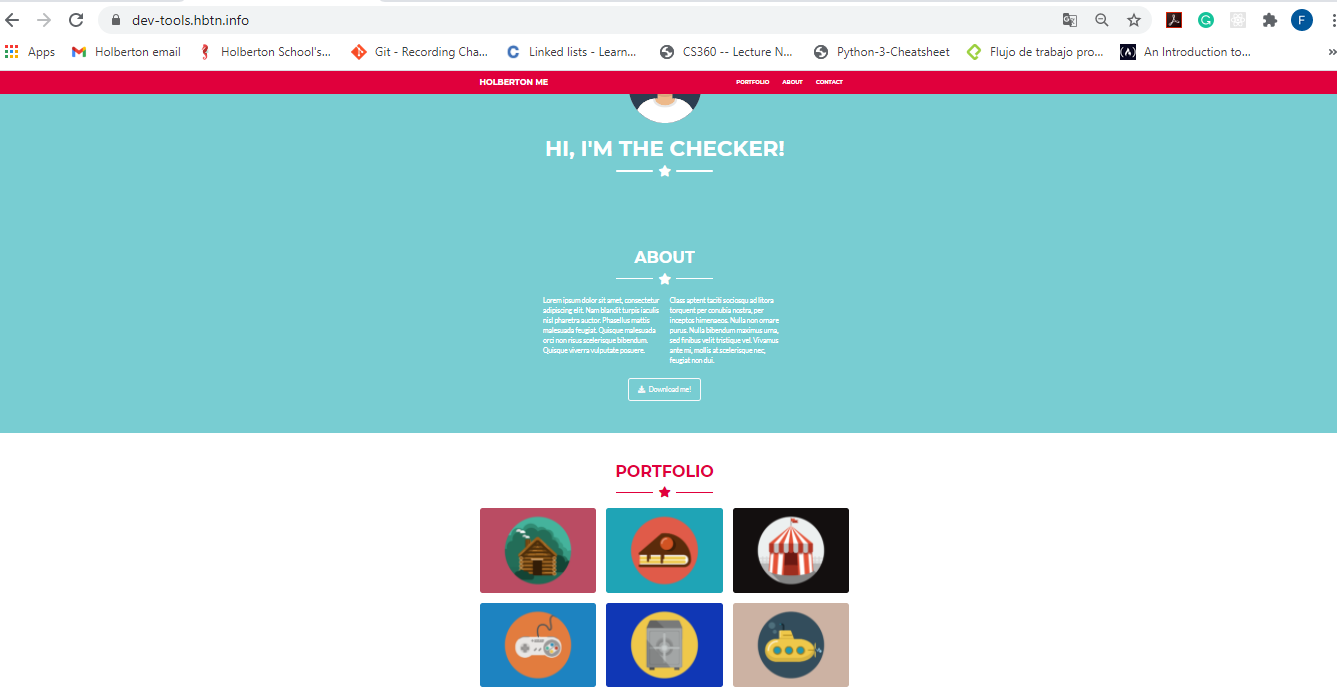 dev-tools.hbtn.info
F
Apps
Holberton email
Holberton School's...
Git - Recording Cha...
Linked lists - Learn...
CS360 -- Lecture N...
Python-3-Cheatsheet
Flujo de trabajo pro...
An Introduction to...
»
HOLBERTON ME
PORTFOLIO
ABOUT
CONTACT
HI, I'M THE CHECKER!
ABOUT
Lorem ipsum dolor sit amet, consectetur
adipiscing elit. Nam blandit turpis iaculis
nisl pharetra auctor. Phasellus mattis
malesuada feugiat. Quisque malesuada
orci non risus scelerisque bibendum.
Quisque viverra vulputate posuere.
Class aptent taciti sociosqu ad litora
torquent per conubia nostra, per
inceptos himenaeos. Nulla non ornare
purus. Nulla bibendum maximus urna,
sed finibus velit tristique vel. Vivamus
ante mi, mollis at scelerisque nec,
feugiat non dui.
Download me!
PORTFOLIO